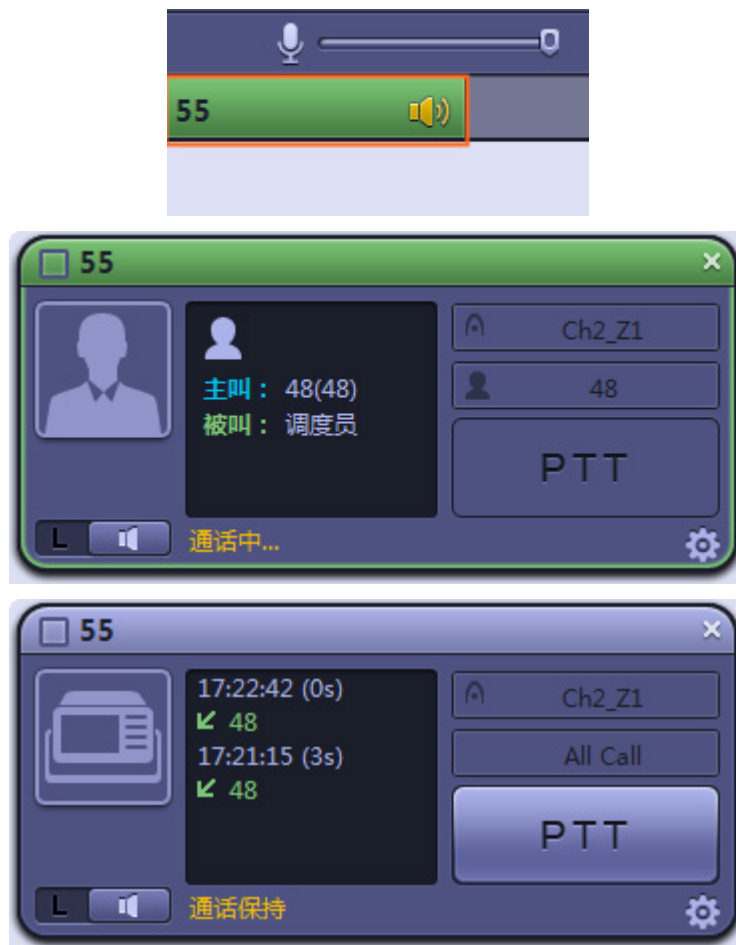 55
55
主叫： 48(48)
被叫： 调度员
Ch2_Z1
48
PTT
L
通话中...
55
17:22:42 (0s)
48
17:21:15 (3s)
48
Ch2_Z1
All Call
PTT
L
通话保持